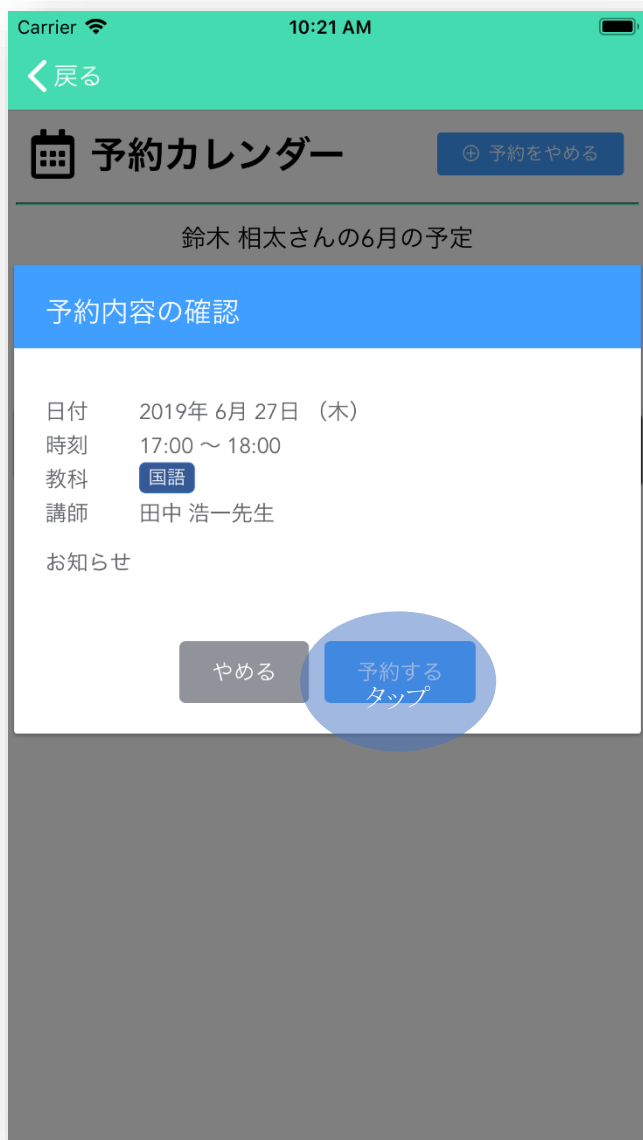 Carrier 10:21 AM
戻る
予約カレンダー 予約をやめる
鈴木 相太さんの6月の予定
予約内容の確認
日付 2019年 6月 27日 （木）
時刻 17:00 〜 18:00
教科 国語
講師 田中 浩一先生
お知らせ
やめる 予約する
タップ